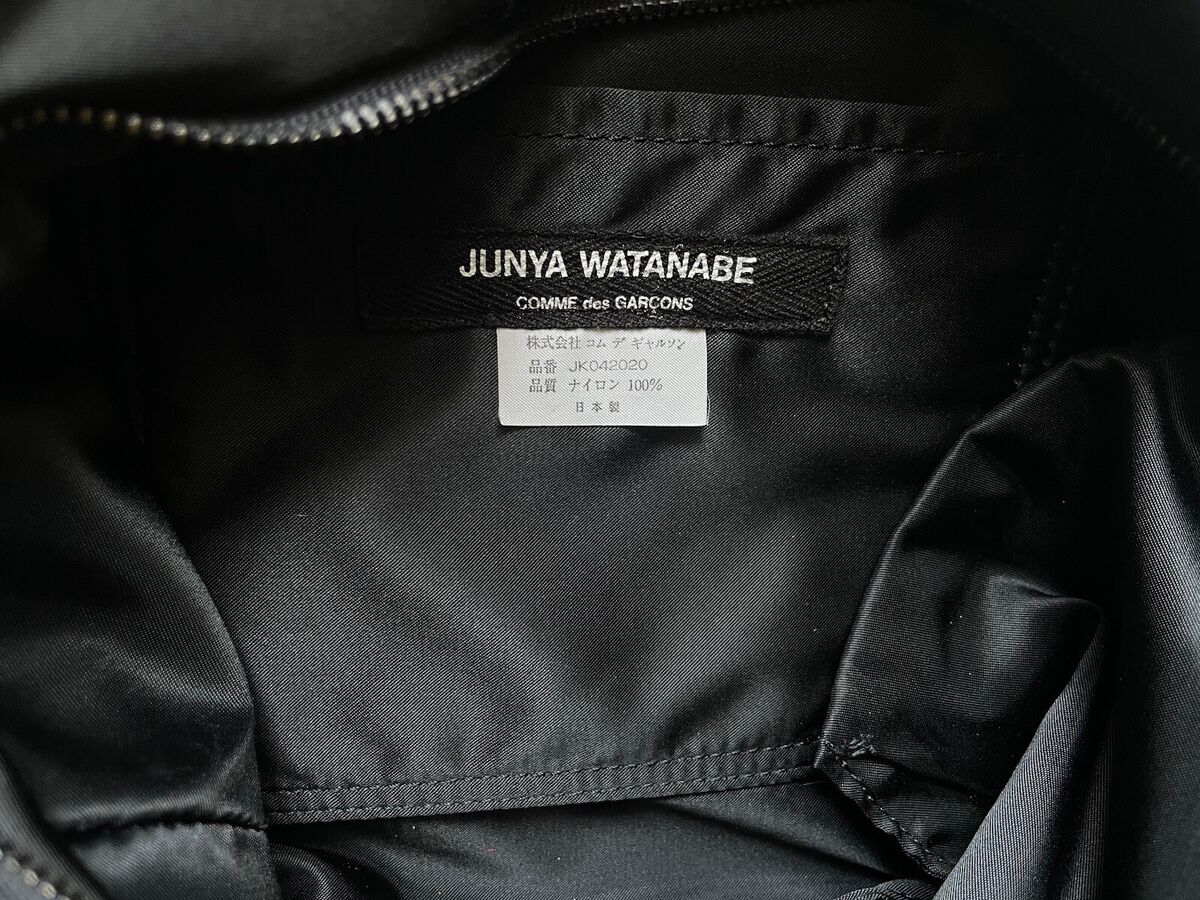 JUNYA WATANABE
COMME des GARÇONS
株式会社 コム デ ギャルソン
品番 JK042020
品質 ナイロン 100%
日本製